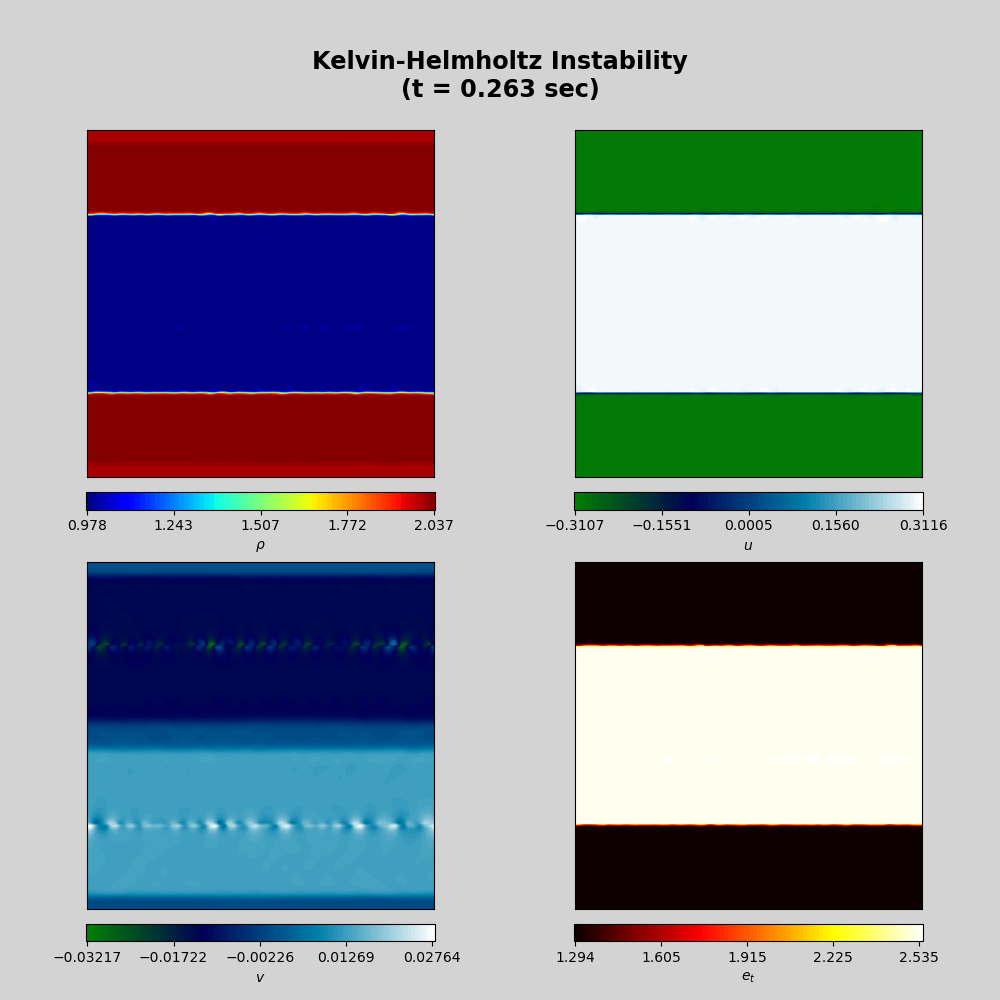 Kelvin-Helmholtz Instability
(t = 0.263 sec)
0.978 1.243 1.507 1.772 2.037
ρ
−0.3107 −0.1551 0.0005 0.1560 0.3116
u
−0.03217 −0.01722 −0.00226 0.01269 0.02764
v
1.294 1.605 1.915 2.225 2.535
eₜ